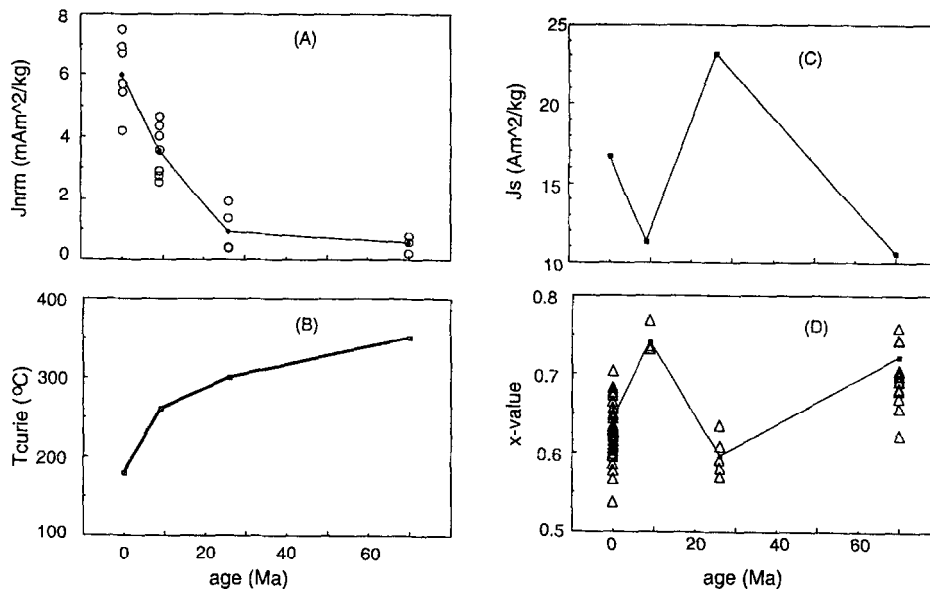 (A)
Jnrm (mAm^2/kg)
8
6
4
2
0
(C)
Js (Am^2/kg)
25
20
15
10
(B)
Tcurie (ºC)
400
300
200
100
0 20 40 60
age (Ma)
(D)
x-value
0.8
0.7
0.6
0.5
0 20 40 60
age (Ma)